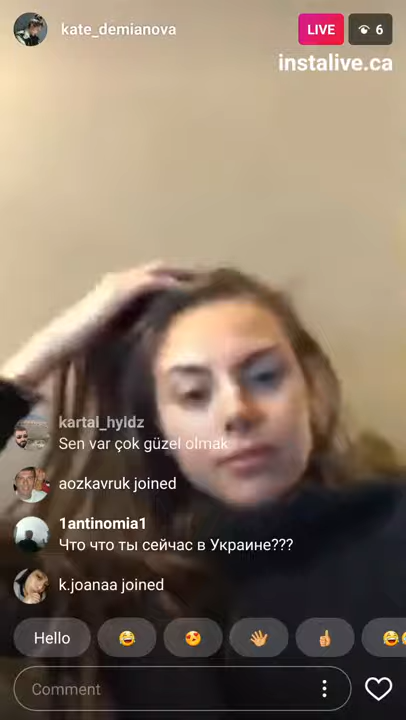 kate_demianova
LIVE
6
instalive.ca
kartal_hyldz
Sen var çok güzel olmak
aozkavruk joined
1antinomia1
Что что ты сейчас в Украине???
k.joanaa joined
Hello
Comment